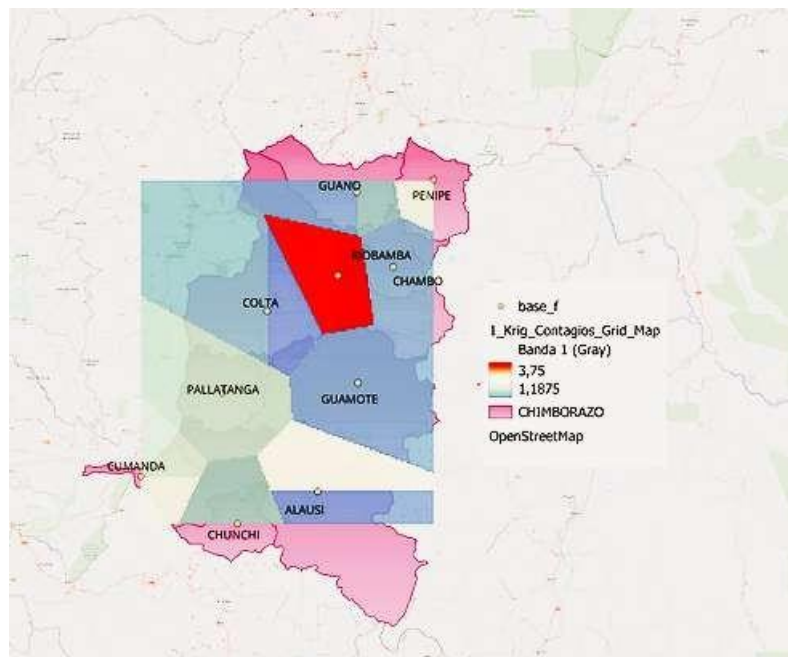 GUANO
PENIPE
RIOBAMBA
CHAMBO
COLTA
PALLATANGA
GUAMOTE
CUMANDA
ALAUSI
CHUNCHI
base_f
I_Krig_Contagios_Grid_Map
Banda 1 (Gray)
3,75
1,1875
CHIMBORAZO
OpenStreetMap